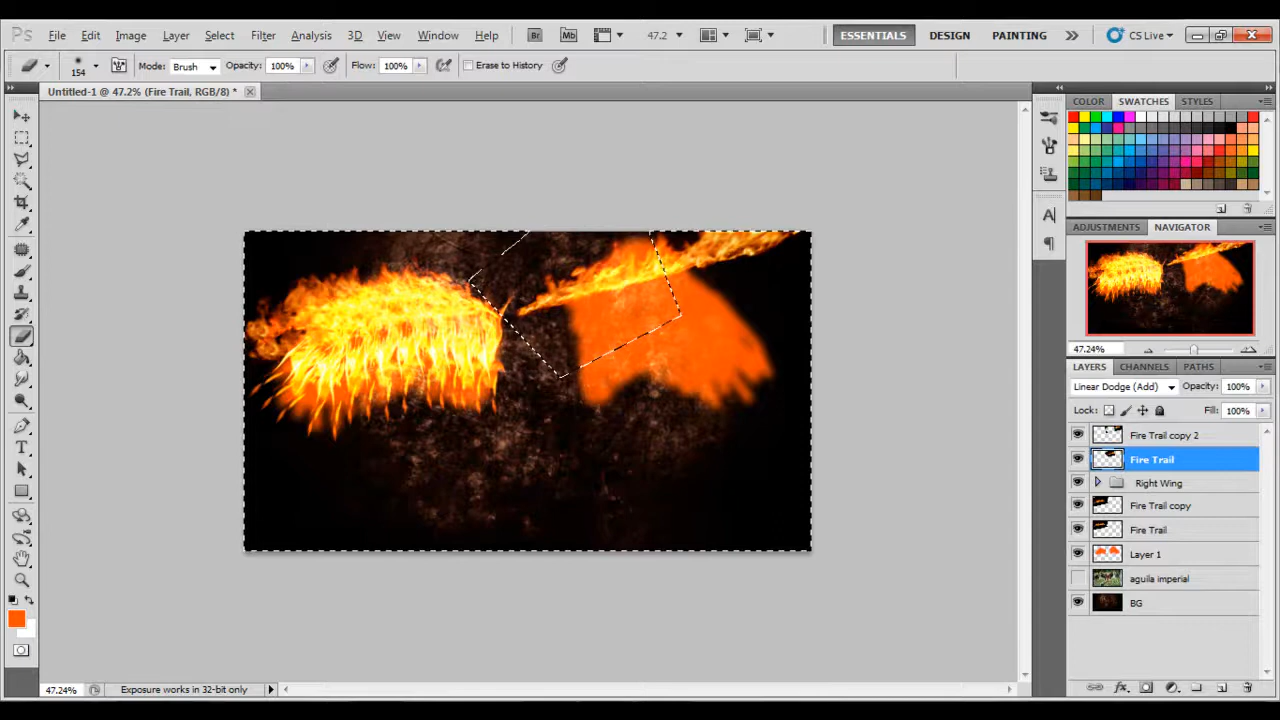 Ps File Edit Image Layer Select Filter Analysis 3D View Window Help Br Mb 47.2 ESSENTIALS DESIGN PAINTING CS Live
154 Mode: Brush Opacity: 100% Flow: 100% Erase to History
Untitled-1 @ 47.2% (Fire Trail, RGB/8) *
COLOR SWATCHES STYLES
ADJUSTMENTS NAVIGATOR
47.24%
LAYERS CHANNELS PATHS
Linear Dodge (Add) Opacity: 100%
Lock: Fill: 100%
Fire Trail copy 2
Fire Trail
Right Wing
Fire Trail copy
Fire Trail
Layer 1
aguila imperial
BG
47.24% Exposure works in 32-bit only